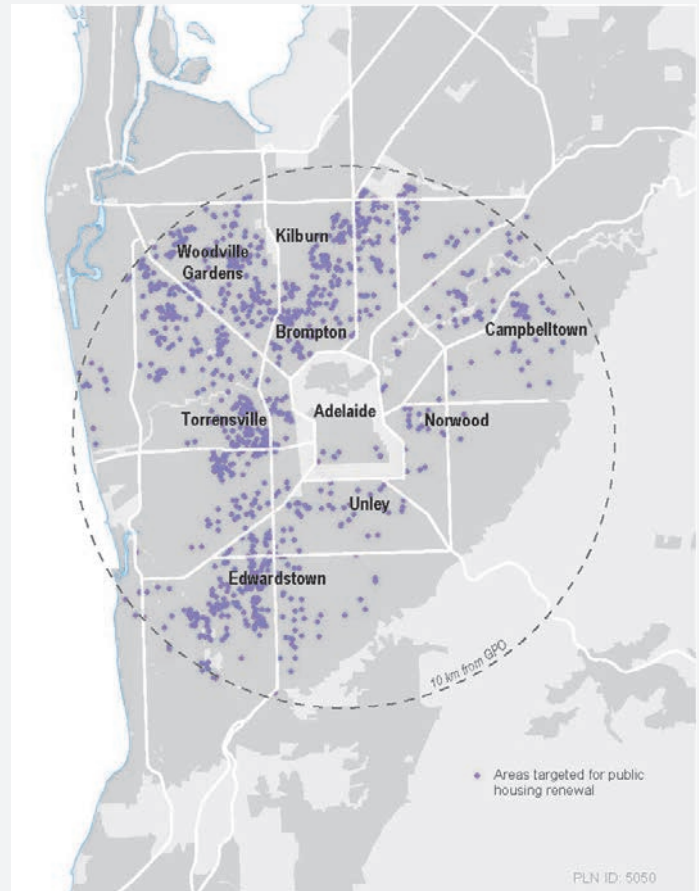 Kilburn
Woodville
Gardens
Brompton
Campbelltown
Torrensville
Adelaide
Norwood
Unley
Edwardstown
10 km from GPO
Areas targeted for public
housing renewal
PLN ID: 5050